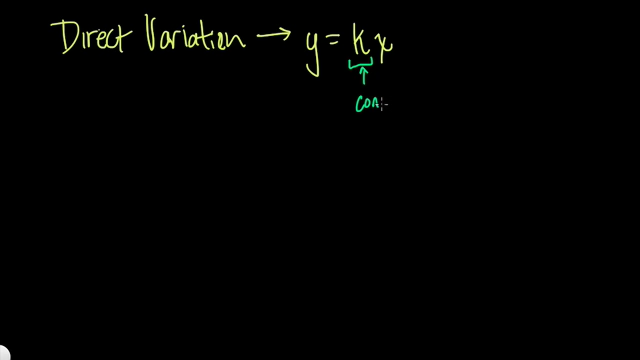 Direct Variation → y = kx
con